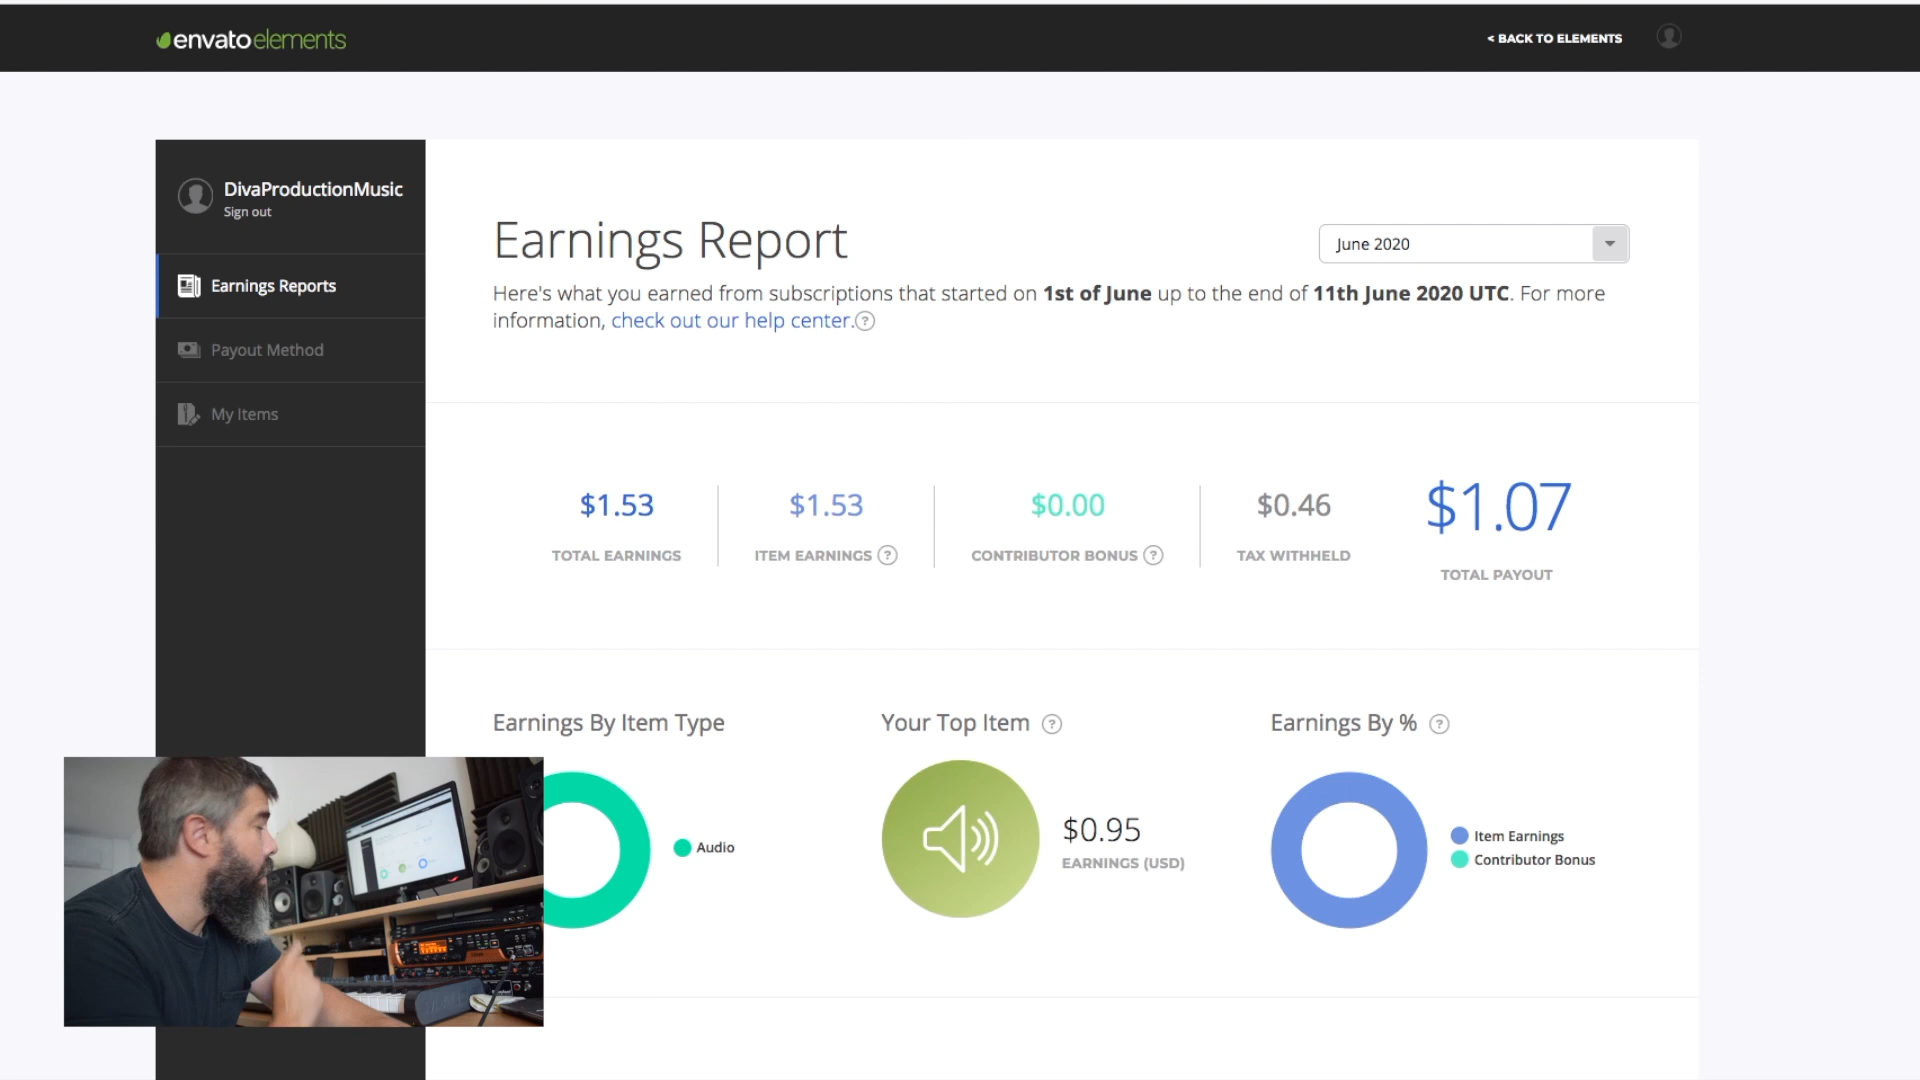 envatoelements
< BACK TO ELEMENTS
DivaProductionMusic
Sign out
Earnings Reports
Payout Method
My Items
Earnings Report
June 2020
Here's what you earned from subscriptions that started on 1st of June up to the end of 11th June 2020 UTC. For more
information, check out our help center.?
$1.53
TOTAL EARNINGS
$1.53
ITEM EARNINGS ?
$0.00
CONTRIBUTOR BONUS ?
$0.46
TAX WITHHELD
$1.07
TOTAL PAYOUT
Earnings By Item Type
Audio
Your Top Item ?
$0.95
EARNINGS (USD)
Earnings By % ?
Item Earnings
Contributor Bonus